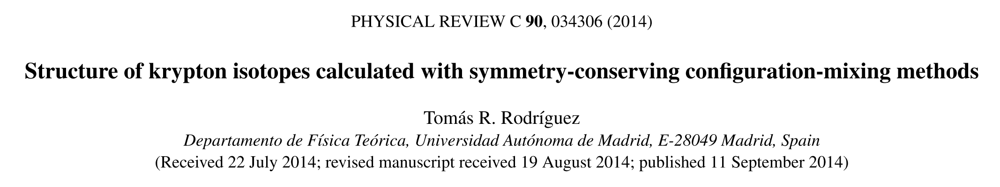 PHYSICAL REVIEW C 90, 034306 (2014)
Structure of krypton isotopes calculated with symmetry-conserving configuration-mixing methods
Tomás R. Rodríguez
Departamento de Física Teórica, Universidad Autónoma de Madrid, E-28049 Madrid, Spain
(Received 22 July 2014; revised manuscript received 19 August 2014; published 11 September 2014)